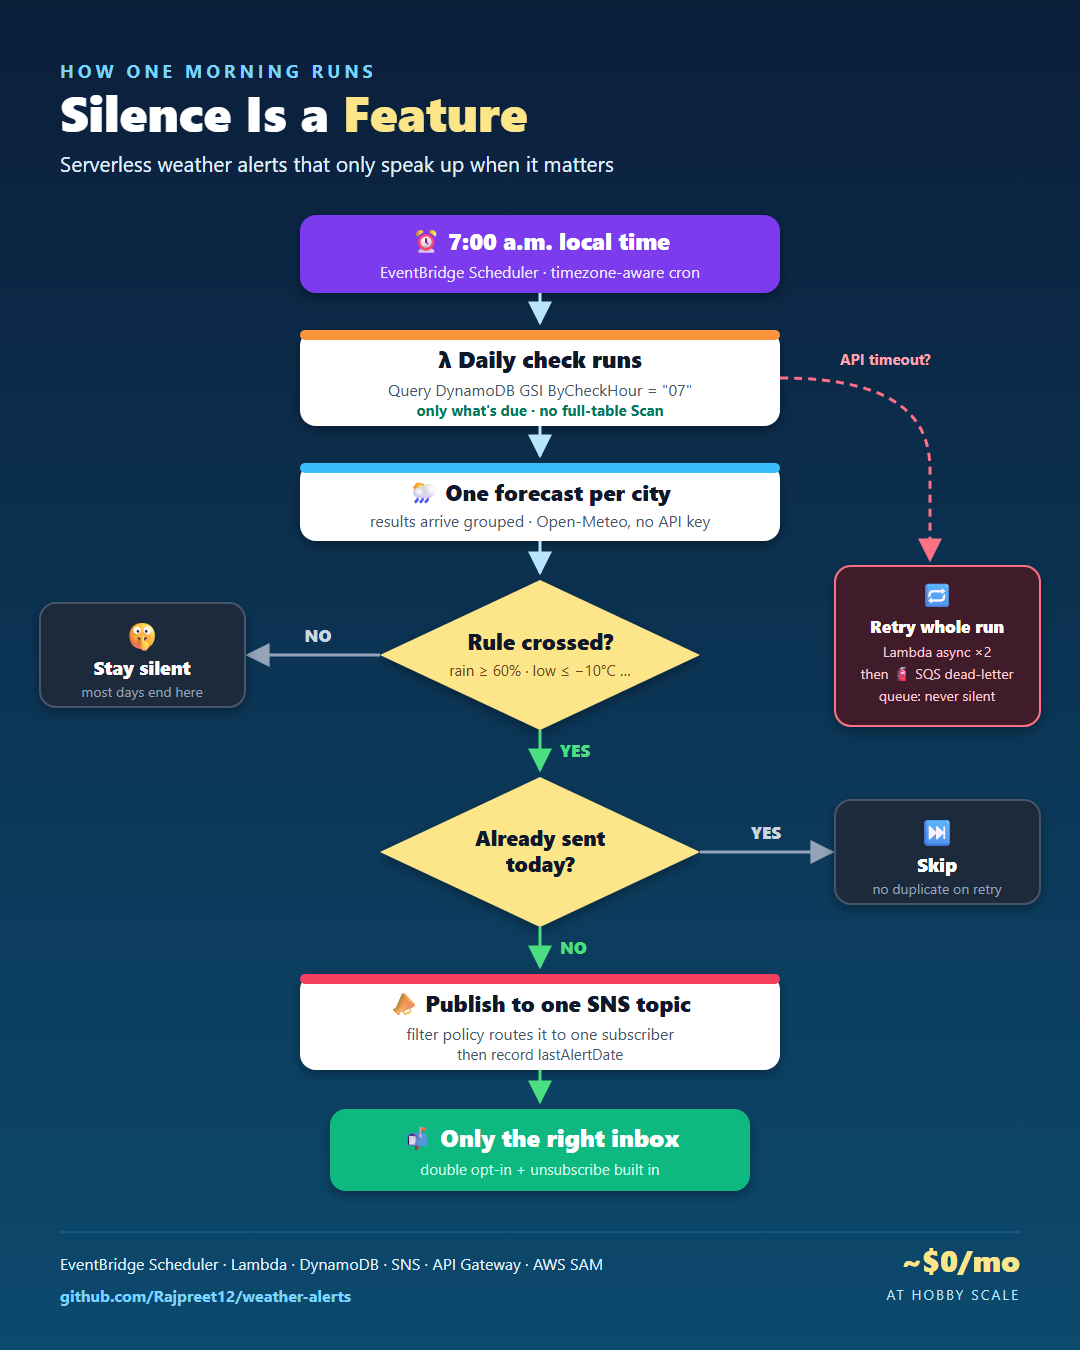 HOW ONE MORNING RUNS
Silence Is a Feature
Serverless weather alerts that only speak up when it matters
7:00 a.m. local time
EventBridge Scheduler · timezone-aware cron
λ Daily check runs
Query DynamoDB GSI ByCheckHour = "07"
only what's due · no full-table Scan
API timeout?
One forecast per city
results arrive grouped · Open-Meteo, no API key
Rule crossed?
rain ≥ 60% · low ≤ −10°C ...
NO
Stay silent
most days end here
Retry whole run
Lambda async ×2
then SQS dead-letter
queue: never silent
YES
Already sent
today?
YES
Skip
no duplicate on retry
NO
Publish to one SNS topic
filter policy routes it to one subscriber
then record lastAlertDate
Only the right inbox
double opt-in + unsubscribe built in
EventBridge Scheduler · Lambda · DynamoDB · SNS · API Gateway · AWS SAM
github.com/Rajpreet12/weather-alerts
~$0/mo
AT HOBBY SCALE